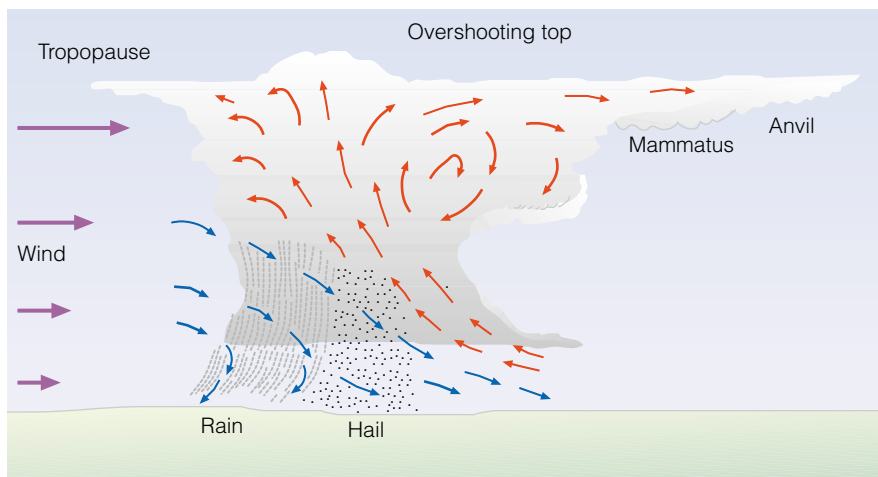 Overshooting top
Tropopause
Anvil
Mammatus
Wind
Rain
Hail